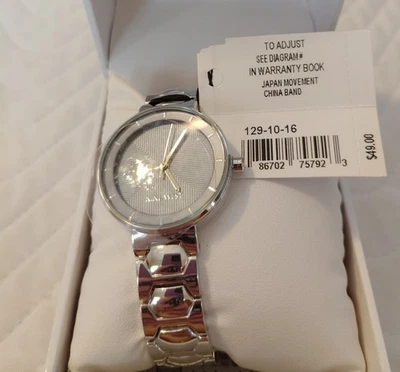 TO ADJUST
SEE DIAGRAM#
IN WARRANTY BOOK
JAPAN MOVEMENT
CHINA BAND
129-10-16
86702 75792 3
$49.00